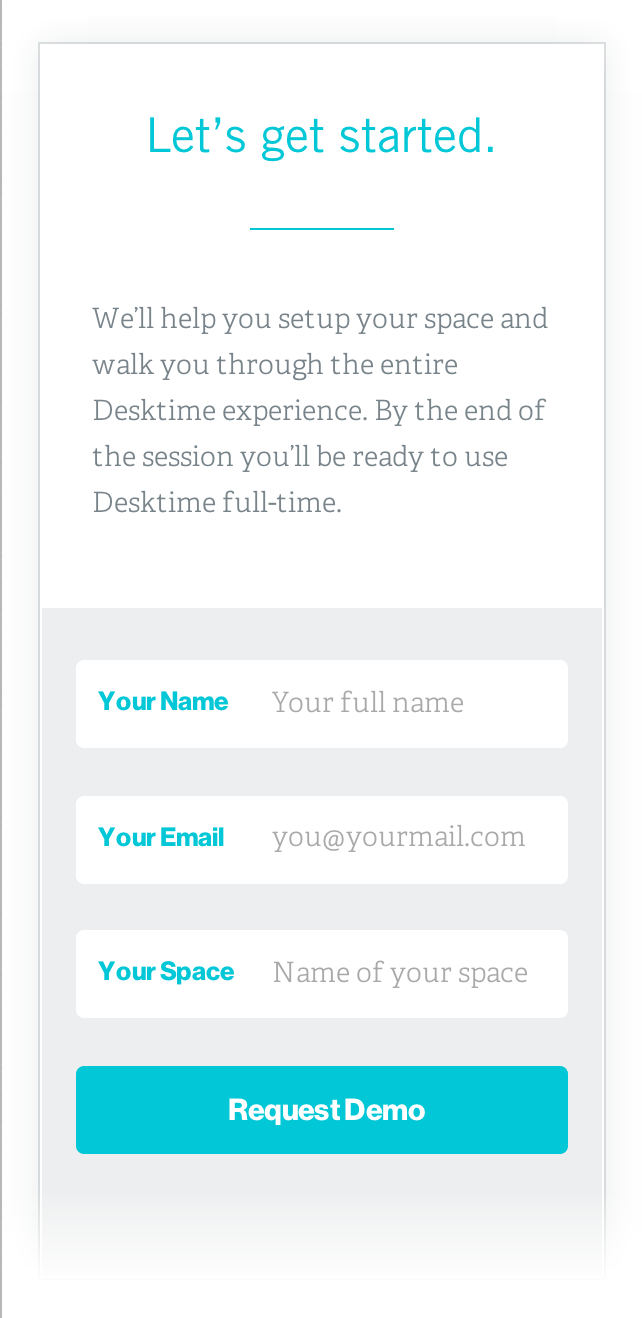 Let’s get started.
We’ll help you setup your space and
walk you through the entire
Desktime experience. By the end of
the session you’ll be ready to use
Desktime full-time.
Your Name Your full name
Your Email you@yourmail.com
Your Space Name of your space
Request Demo